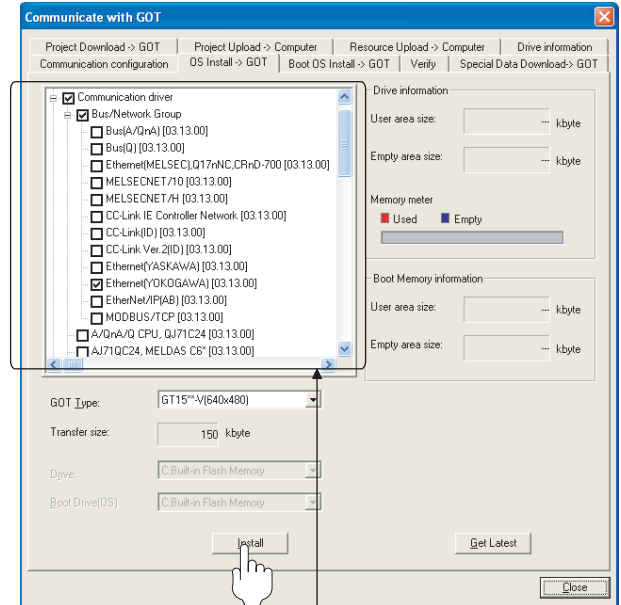 Communicate with GOT
Project Download -> GOT
Project Upload -> Computer
Resource Upload -> Computer
Drive information
Communication configuration
OS Install -> GOT
Boot OS Install -> GOT
Verify
Special Data Download-> GOT
Communication driver
Bus/Network Group
Bus(A/QnA) [03.13.00]
Bus(Q) [03.13.00]
Ethernet(MELSEC),Q17nNC,CRnD-700 [03.13.00]
MELSECNET/10 [03.13.00]
MELSECNET/H [03.13.00]
CC-Link IE Controller Network [03.13.00]
CC-Link(ID) [03.13.00]
CC-Link Ver.2(ID) [03.13.00]
Ethernet(YASKAWA) [03.13.00]
Ethernet(YOKOGAWA) [03.13.00]
EtherNet/IP(AB) [03.13.00]
MODBUS/TCP [03.13.00]
A/QnA/Q CPU, QJ71C24 [03.13.00]
AJ71QC24, MELDAS C6* [03.13.00]
Drive information
User area size: --- kbyte
Empty area size: --- kbyte
Memory meter
Used Empty
Boot Memory information
User area size: --- kbyte
Empty area size: --- kbyte
GOT Type: GT15**-V(640x480)
Transfer size: 150 kbyte
Drive: C:Built-in Flash Memory
Boot Drive(OS) : C:Built-in Flash Memory
Install
Get Latest
Close